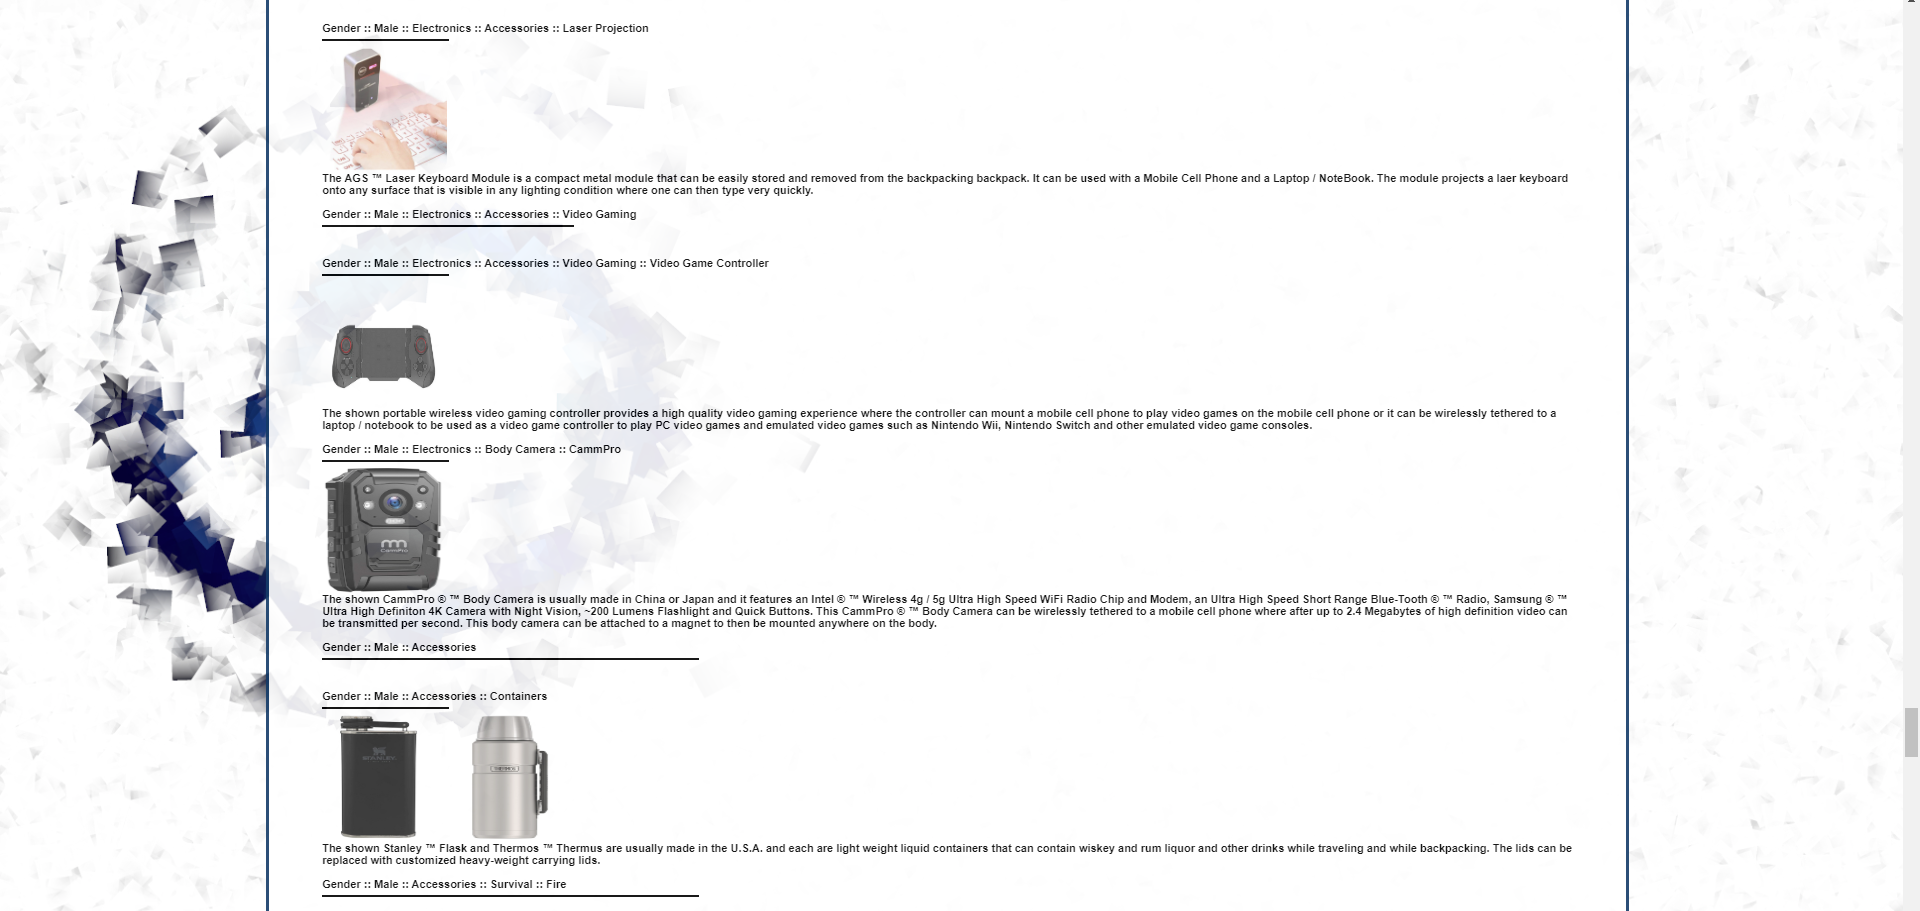 Gender :: Male :: Electronics :: Accessories :: Laser Projection
The AGS ™ Laser Keyboard Module is a compact metal module that can be easily stored and removed from the backpacking backpack. It can be used with a Mobile Cell Phone and a Laptop / NoteBook. The module projects a laer keyboard
onto any surface that is visible in any lighting condition where one can then type very quickly.
Gender :: Male :: Electronics :: Accessories :: Video Gaming
Gender :: Male :: Electronics :: Accessories :: Video Gaming :: Video Game Controller
The shown portable wireless video gaming controller provides a high quality video gaming experience where the controller can mount a mobile cell phone to play video games on the mobile cell phone or it can be wirelessly tethered to a
laptop / notebook to be used as a video game controller to play PC video games and emulated video games such as Nintendo Wii, Nintendo Switch and other emulated video game consoles.
Gender :: Male :: Electronics :: Body Camera :: CammPro
CammPro
The shown CammPro ® ™ Body Camera is usually made in China or Japan and it features an Intel ® ™ Wireless 4g / 5g Ultra High Speed WiFi Radio Chip and Modem, an Ultra High Speed Short Range Blue-Tooth ® ™ Radio, Samsung ® ™
Ultra High Definiton 4K Camera with Night Vision, ~200 Lumens Flashlight and Quick Buttons. This CammPro ® ™ Body Camera can be wirelessly tethered to a mobile cell phone where after up to 2.4 Megabytes of high definition video can
be transmitted per second. This body camera can be attached to a magnet to then be mounted anywhere on the body.
Gender :: Male :: Accessories
Gender :: Male :: Accessories :: Containers
STANLEY
THERMOS
The shown Stanley ™ Flask and Thermos ™ Thermus are usually made in the U.S.A. and each are light weight liquid containers that can contain wiskey and rum liquor and other drinks while traveling and while backpacking. The lids can be
replaced with customized heavy-weight carrying lids.
Gender :: Male :: Accessories :: Survival :: Fire